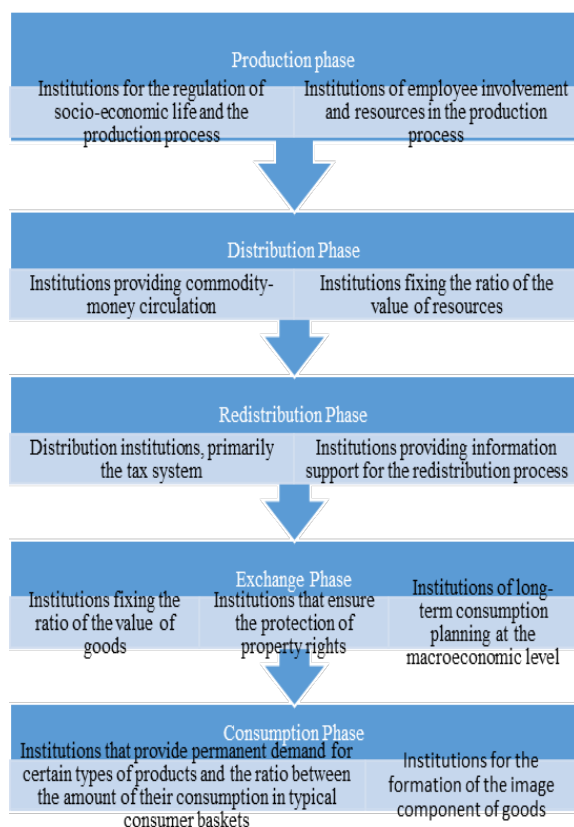 Production phase
Institutions for the regulation of
socio-economic life and the
production process
Institutions of employee involvement
and resources in the production
process
Distribution Phase
Institutions providing commodity-
money circulation
Institutions fixing the ratio of the
value of resources
Redistribution Phase
Distribution institutions, primarily
the tax system
Institutions providing information
support for the redistribution process
Exchange Phase
Institutions fixing the
ratio of the value of
goods
Institutions that ensure
the protection of
property rights
Institutions of long-
term consumption
planning at the
macroeconomic level
Consumption Phase
Institutions that provide permanent demand for
certain types of products and the ratio between
the amount of their consumption in typical
consumer baskets
Institutions for the
formation of the image
component of goods